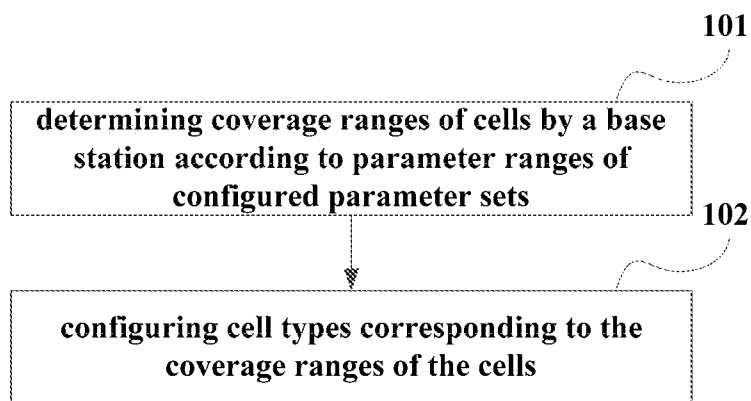 101
determining coverage ranges of cells by a base
station according to parameter ranges of
configured parameter sets
102
configuring cell types corresponding to the
coverage ranges of the cells